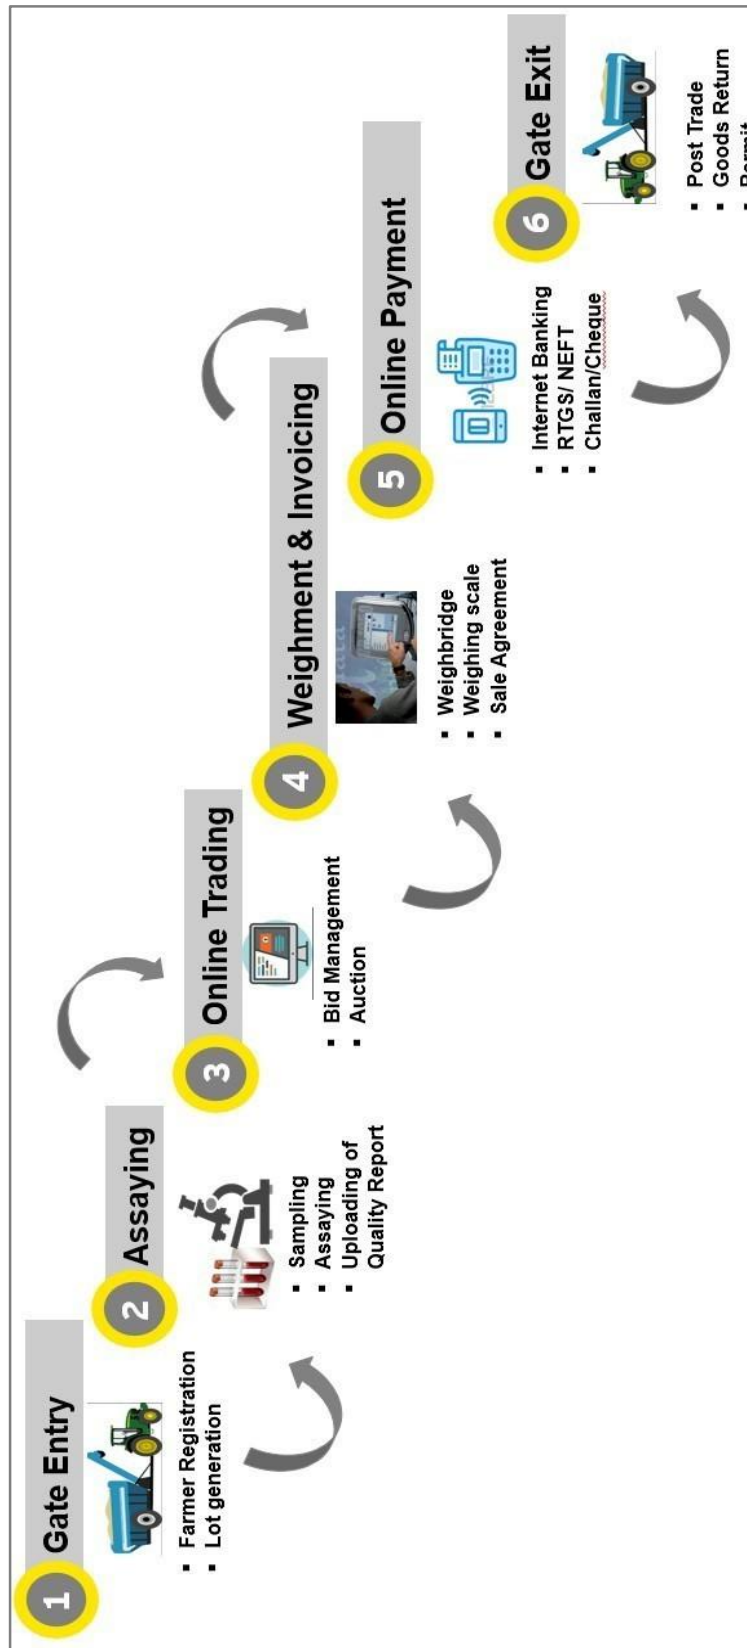 1
Gate Entry
Farmer Registration
Lot generation
2
Assaying
Sampling
Assaying
Uploading of
Quality Report
3
Online Trading
Bid Management
Auction
4
Weighment & Invoicing
Weighbridge
Weighing scale
Sale Agreement
5
Online Payment
Internet Banking
RTGS/ NEFT
Challan/Cheque
6
Gate Exit
Post Trade
Goods Return